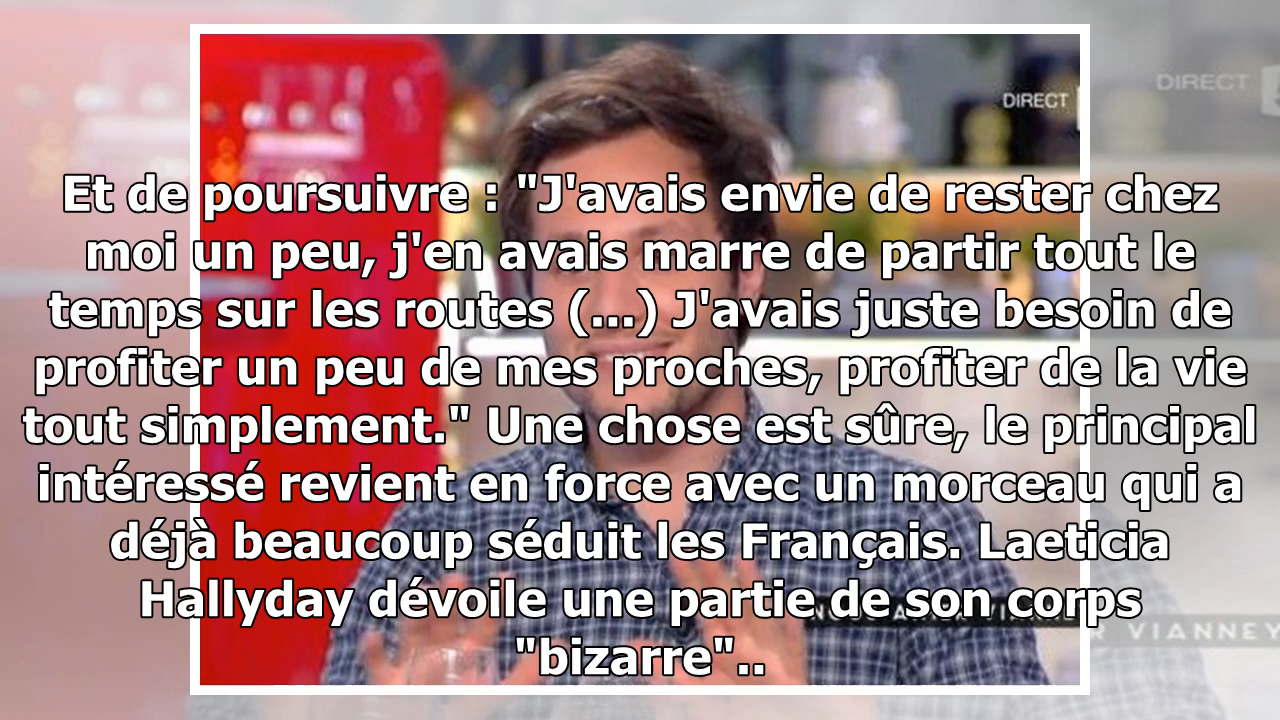 DIRECT
DIRECT
Et de poursuivre : "J'avais envie de rester chez
moi un peu, j'en avais marre de partir tout le
temps sur les routes (...) J'avais juste besoin de
profiter un peu de mes proches, profiter de la vie
tout simplement." Une chose est sûre, le principal
intéressé revient en force avec un morceau qui a
déjà beaucoup séduit les Français. Laeticia
Hallyday dévoile une partie de son corps
"bizarre"..
VIANNEY